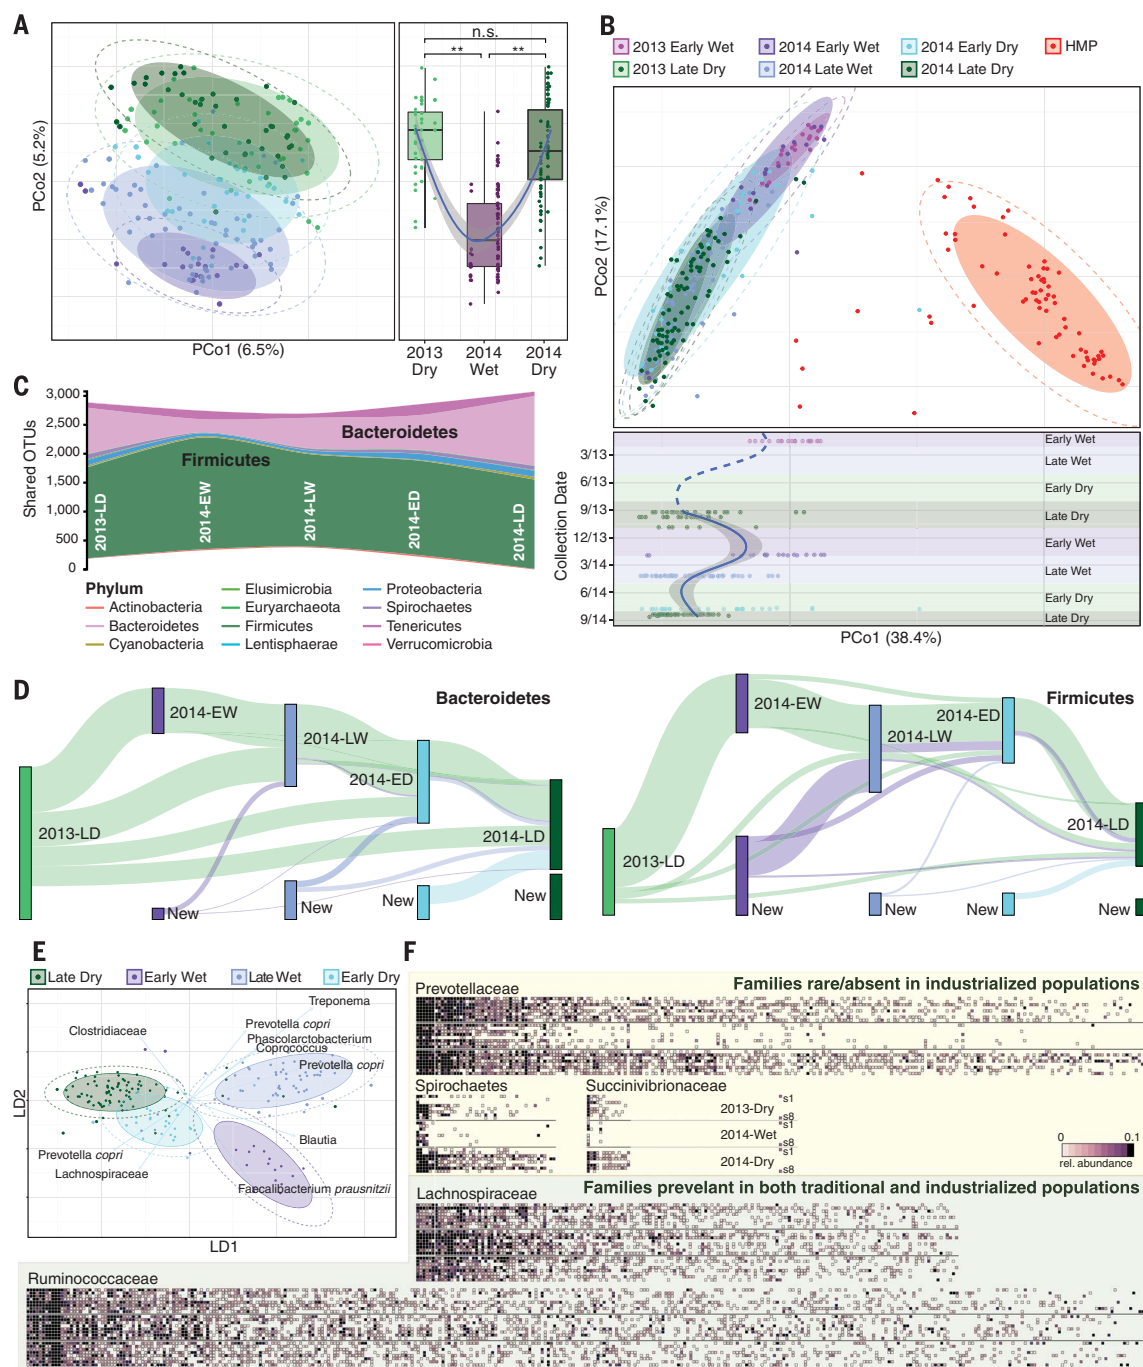 A
n.s.
**
**
PCo2 (5.2%)
PCo1 (6.5%)
2013
Dry
2014
Wet
2014
Dry
B
2013 Early Wet
2014 Early Wet
2014 Early Dry
HMP
2013 Late Dry
2014 Late Wet
2014 Late Dry
PCo2 (17.1%)
Collection Date
3/13
6/13
9/13
12/13
3/14
6/14
9/14
Early Wet
Late Wet
Early Dry
Late Dry
Early Wet
Late Wet
Early Dry
Late Dry
PCo1 (38.4%)
C
Shared OTUs
3,000
2,500
2,000
1,500
1,000
500
0
Bacteroidetes
Firmicutes
2013-LD
2014-EW
2014-LW
2014-ED
2014-LD
Phylum
Actinobacteria
Bacteroidetes
Cyanobacteria
Elusimicrobia
Euryarchaeota
Firmicutes
Lentisphaerae
Proteobacteria
Spirochaetes
Tenericutes
Verrucomicrobia
D
Bacteroidetes
2014-EW
2014-LW
2014-ED
2013-LD
2014-LD
New
New
New
New
Firmicutes
2014-EW
2014-ED
2014-LW
2014-LD
2013-LD
New
New
New
New
E
Late Dry
Early Wet
Late Wet
Early Dry
Treponema
Clostridiaceae
Prevotella copri
Phascolarctobacterium
Coprococcus
Prevotella copri
Blautia
Prevotella copri
Lachnospiraceae
Faecalibacterium prausnitzii
LD2
LD1
F
Families rare/absent in industrialized populations
Prevotellaceae
Spirochaetes
Succinivibrionaceae
2013-Dry
s1
s8
2014-Wet
s1
s8
2014-Dry
s1
s8
0
0.1
rel. abundance
Families prevelant in both traditional and industrialized populations
Lachnospiraceae
Ruminococcaceae